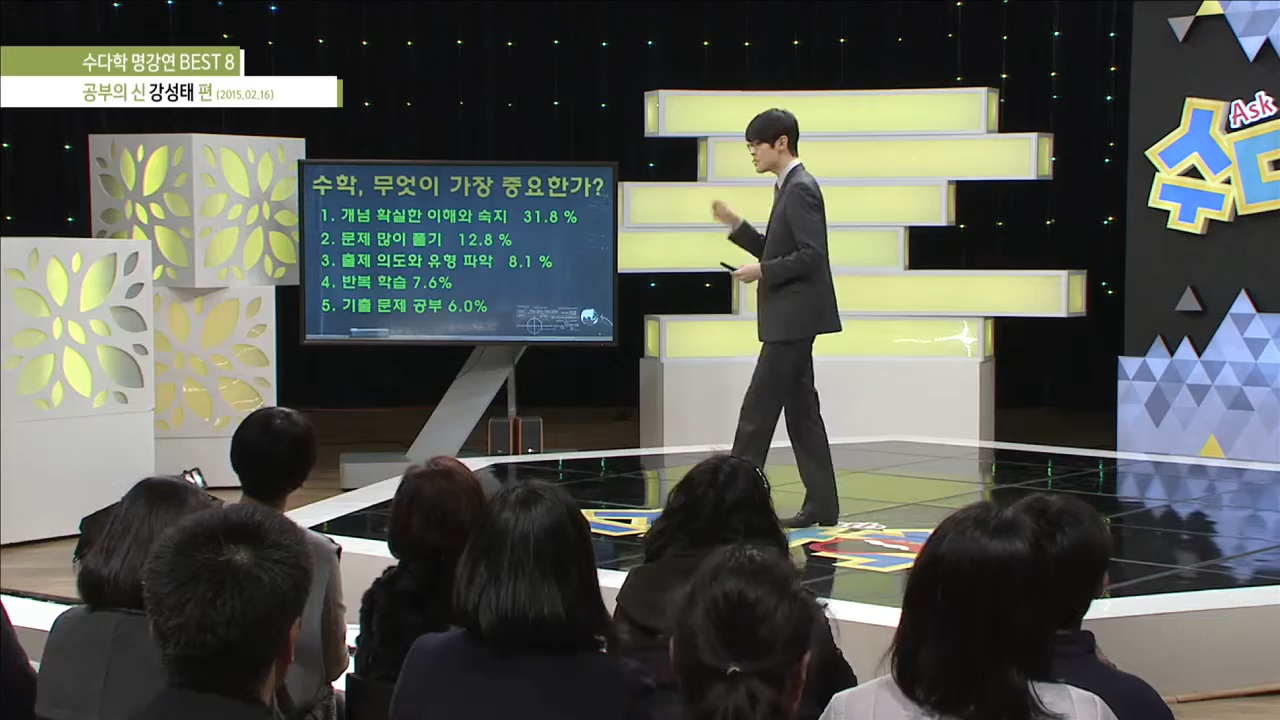 수다학 명강연 BEST 8
공부의 신 강성태 편 (2015.02.16)
수학, 무엇이 가장 중요한가?
1. 개념 확실한 이해와 숙지 31.8 %
2. 문제 많이 풀기 12.8 %
3. 출제 의도와 유형 파악 8.1 %
4. 반복 학습 7.6%
5. 기출 문제 공부 6.0%
Ask
수다